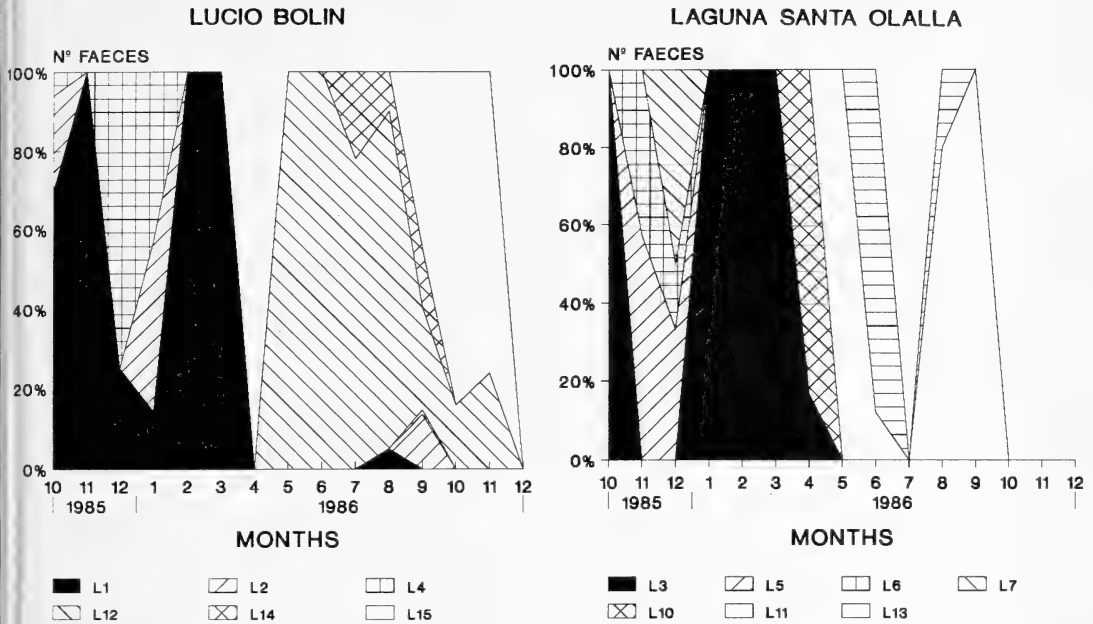 LUCIO BOLIN
Nº FAECES
100%
80%
60%
40%
20%
0%
10 11 12 1 2 3 4 5 6 7 8 9 10 11 12
1985 1986
MONTHS
L1 L2 L4
L12 L14 L15
LAGUNA SANTA OLALLA
Nº FAECES
100%
80%
60%
40%
20%
0%
10 11 12 1 2 3 4 5 6 7 8 9 10 11 12
1985 1986
MONTHS
L3 L5 L6 L7
L10 L11 L13